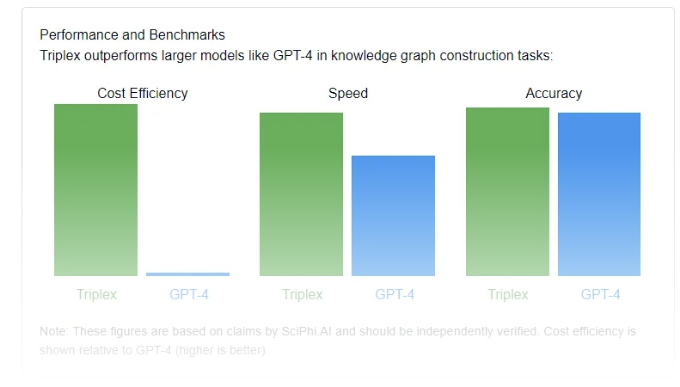 Performance and Benchmarks
Triplex outperforms larger models like GPT-4 in knowledge graph construction tasks:
Cost Efficiency
Speed
Accuracy
Triplex
GPT-4
Triplex
GPT-4
Triplex
GPT-4
Note: These figures are based on claims by SciPhi.AI and should be independently verified. Cost efficiency is
shown relative to GPT-4 (higher is better).